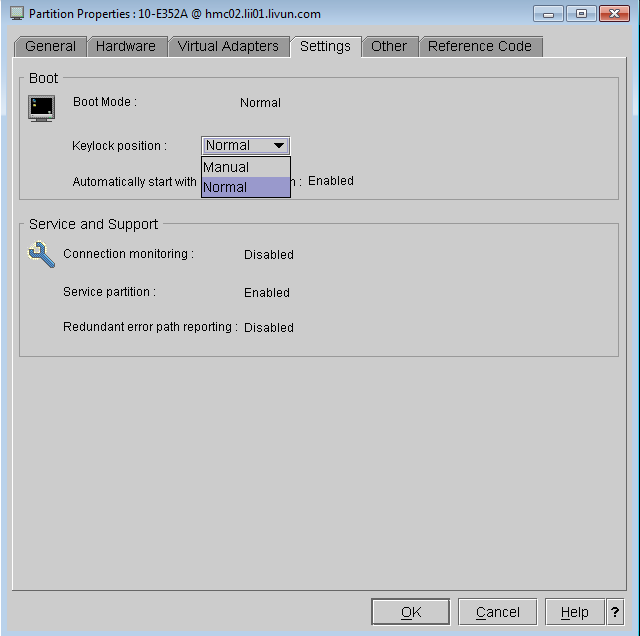 Partition Properties : 10-E352A @ hmc02.lii01.livun.com
General Hardware Virtual Adapters Settings Other Reference Code
Boot
Boot Mode : Normal
Keylock position : Normal
Manual
Automatically start with n : Enabled
Normal
Service and Support
Connection monitoring : Disabled
Service partition : Enabled
Redundant error path reporting : Disabled
OK Cancel Help ?